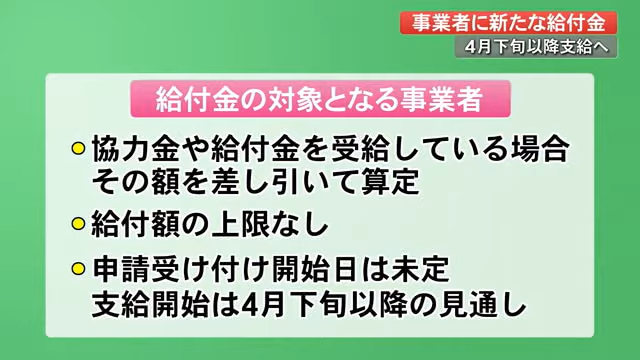 事業者に新たな給付金
4月下旬以降支給へ
給付金の対象となる事業者
協力金や給付金を受給している場合
その額を差し引いて算定
給付額の上限なし
申請受け付け開始日は未定
支給開始は4月下旬以降の見通し